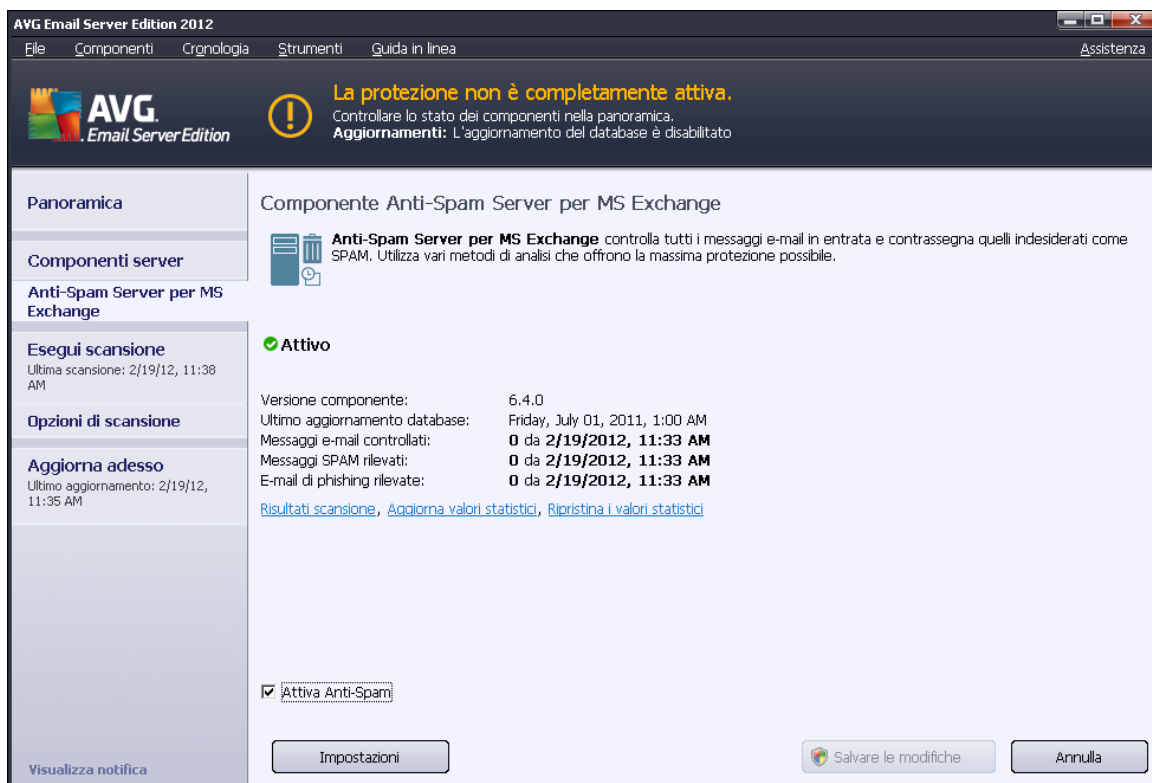 AVG Email Server Edition 2012
File Componenti Cronologia Strumenti Guida in linea Assistenza
AVG.
Email Server Edition
La protezione non è completamente attiva.
Controllare lo stato dei componenti nella panoramica.
Aggiornamenti: L'aggiornamento del database è disabilitato
Panoramica
Componenti server
Anti-Spam Server per MS
Exchange
Esegui scansione
Ultima scansione: 2/19/12, 11:38
AM
Opzioni di scansione
Aggiorna adesso
Ultimo aggiornamento: 2/19/12,
11:35 AM
Visualizza notifica
Componente Anti-Spam Server per MS Exchange
Anti-Spam Server per MS Exchange controlla tutti i messaggi e-mail in entrata e contrassegna quelli indesiderati come
SPAM. Utilizza vari metodi di analisi che offrono la massima protezione possibile.
Attivo
Versione componente: 6.4.0
Ultimo aggiornamento database: Friday, July 01, 2011, 1:00 AM
Messaggi e-mail controllati: 0 da 2/19/2012, 11:33 AM
Messaggi SPAM rilevati: 0 da 2/19/2012, 11:33 AM
E-mail di phishing rilevate: 0 da 2/19/2012, 11:33 AM
Risultati scansione, Aggiorna valori statistici, Ripristina i valori statistici
Attiva Anti-Spam
Impostazioni Salvare le modifiche Annulla